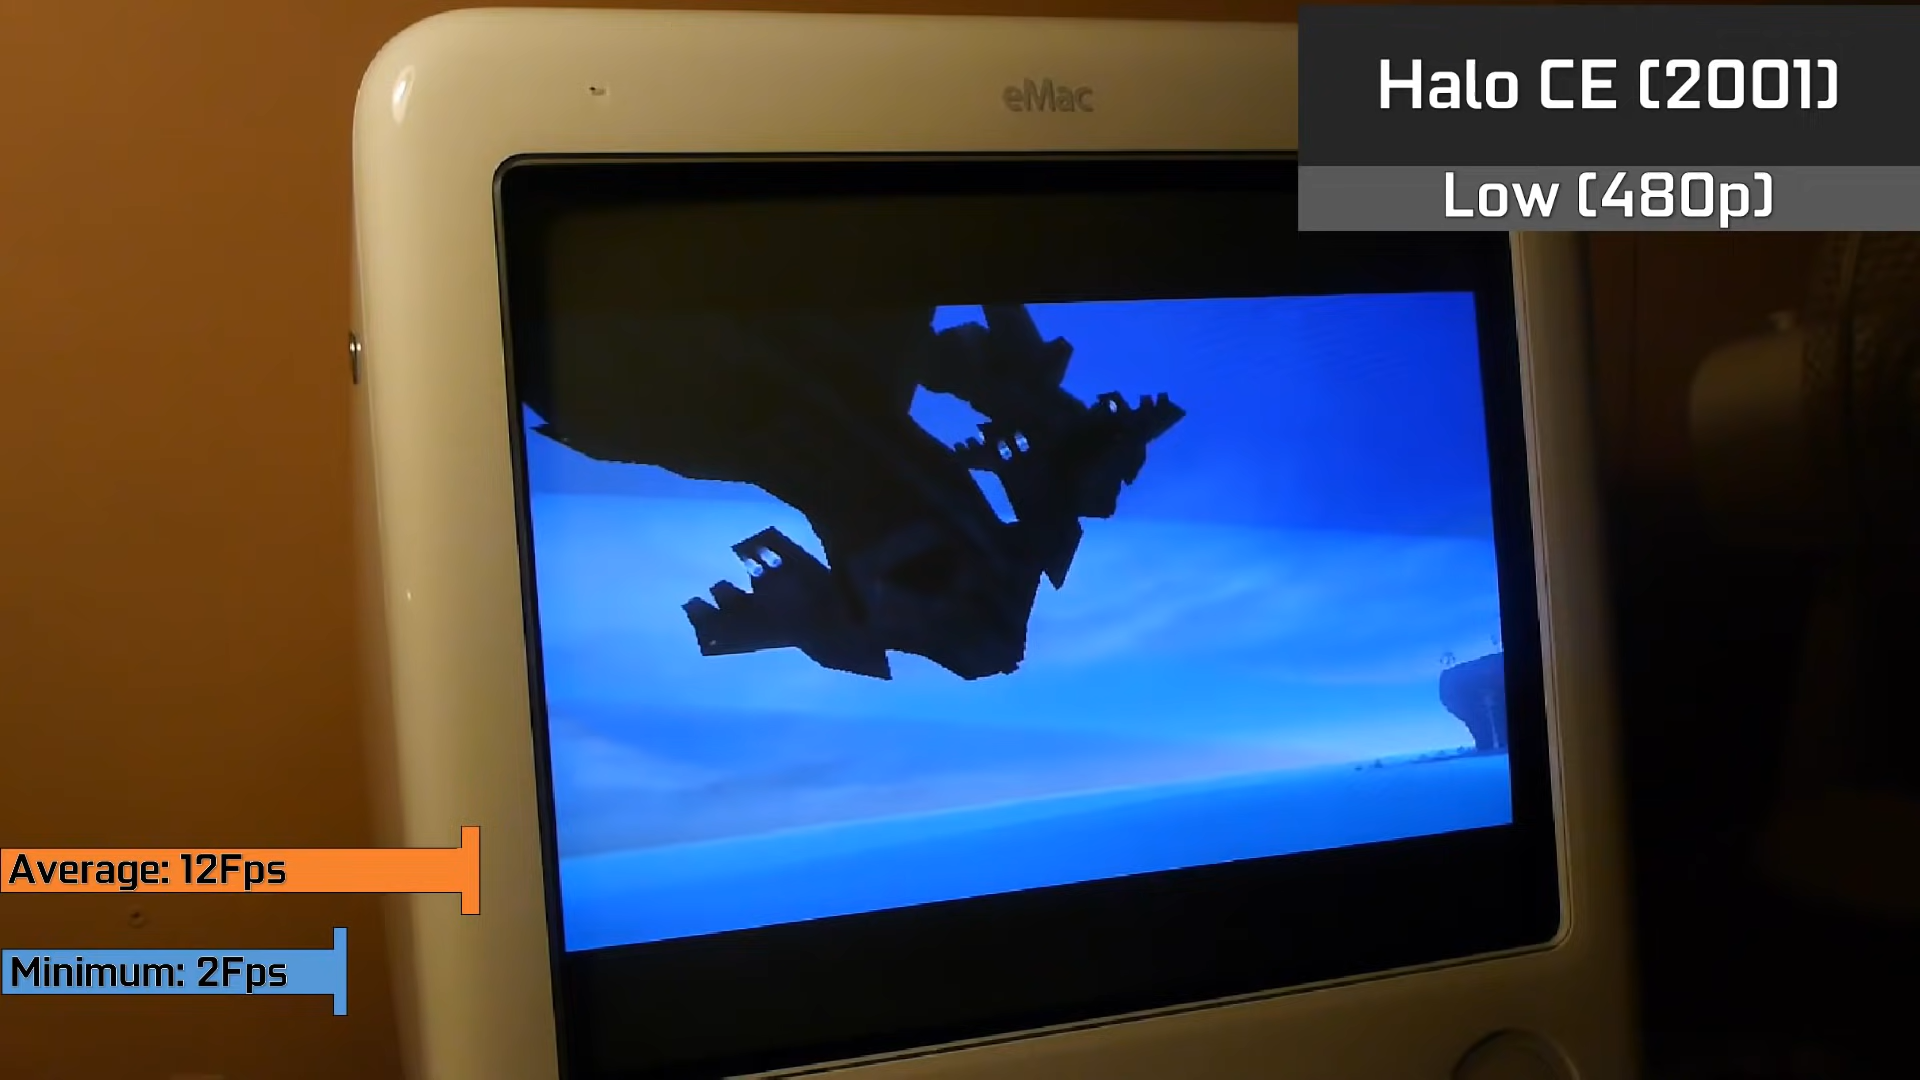 eMac
Halo CE (2001)
Low (480p)
Average: 12Fps
Minimum: 2Fps